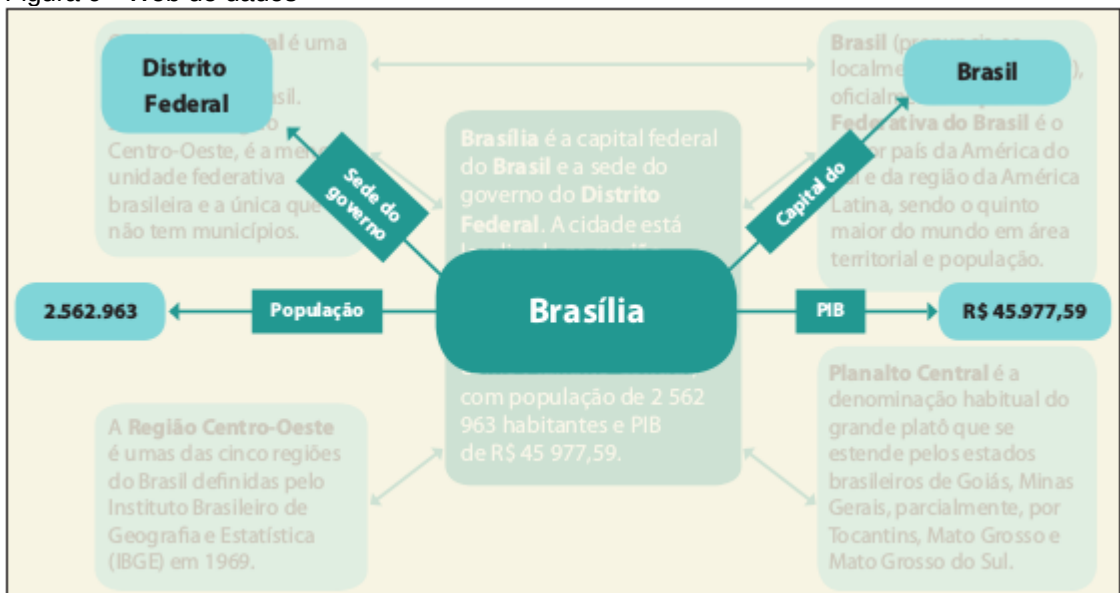 Figura - Web de dados
é uma
Distrito
Federal
Centro-Oeste, é a
unidade federativa
brasileira e a única que
não tem municípios.
Sede do
governo
Brasília é a capital federal
do Brasil e a sede do
governo do Distrito
Federal. A cidade está
Brasil
Brasil
oficialmente
Federativa do Brasil é o
país da América do
e da região da América
Latina, sendo o quinto
maior do mundo em área
territorial e população.
Capital do
2.562.963
População
Brasília
PIB
R$ 45.977,59
com população de 2 562
963 habitantes e PIB
de R$ 45 977,59.
A Região Centro-Oeste
é umas das cinco regiões
do Brasil definidas pelo
Instituto Brasileiro de
Geografia e Estatística
(IBGE) em 1969.
Planalto Central é a
denominação habitual do
grande platô que se
estende pelos estados
brasileiros de Goiás, Minas
Gerais, parcialmente, por
Tocantins, Mato Grosso e
Mato Grosso do Sul.